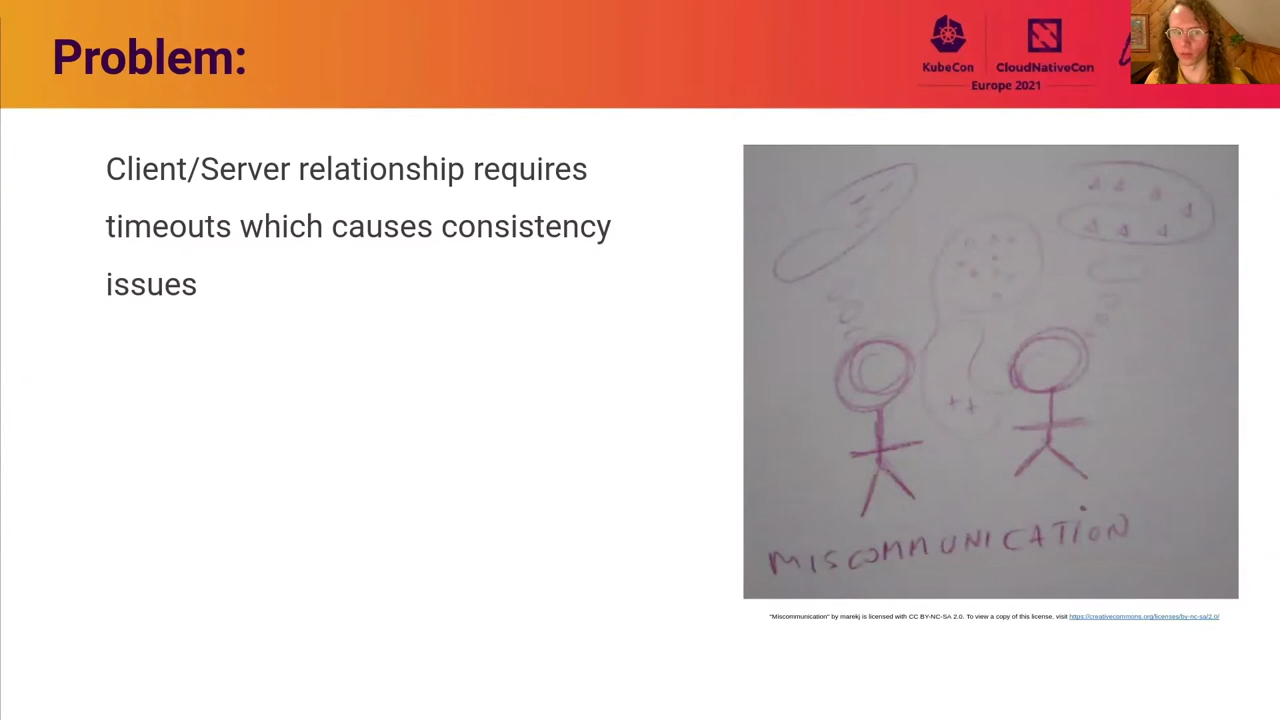 Problem:
KubeCon
CloudNativeCon
Europe 2021
Client/Server relationship requires
timeouts which causes consistency
issues
++
MISCOMMUNICATION
"Miscommunication" by marekj is licensed with CC BY-NC-SA 2.0. To view a copy of this license, visit https://creativecommons.org/licenses/by-nc-sa/2.0/